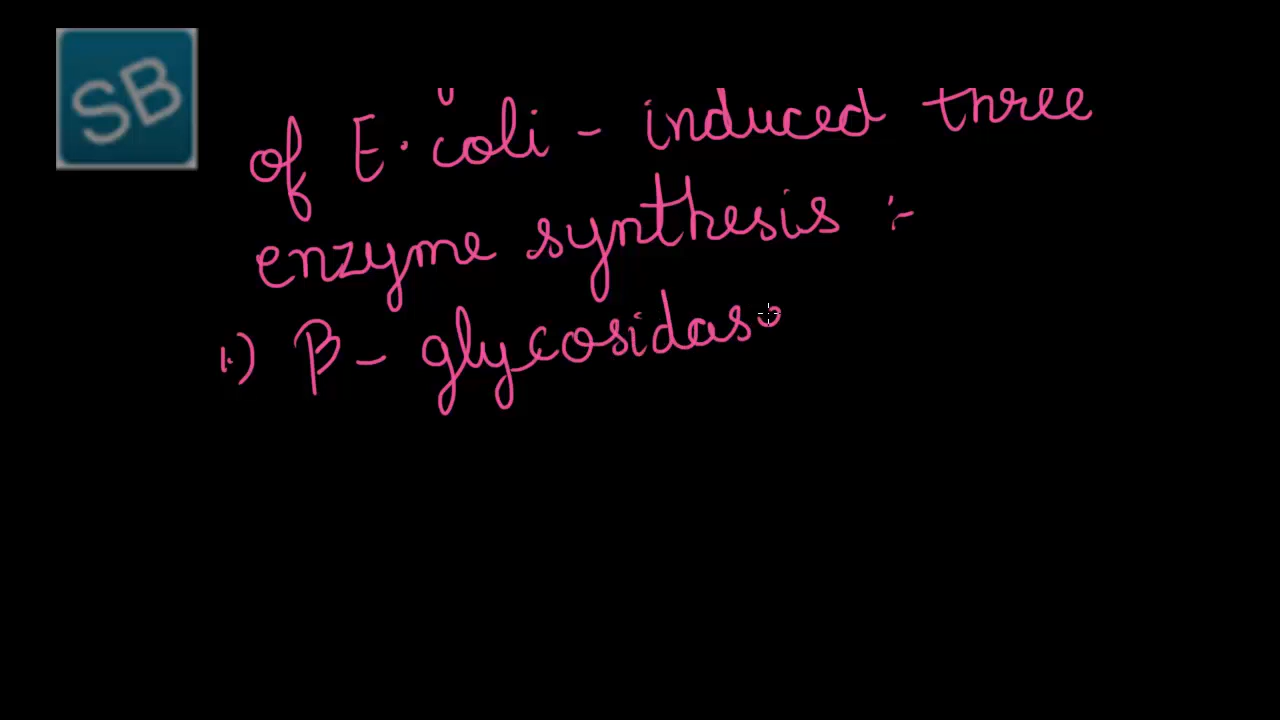 SB
of E. coli - induced three
enzyme synthesis :-
1.) β - glycosidase